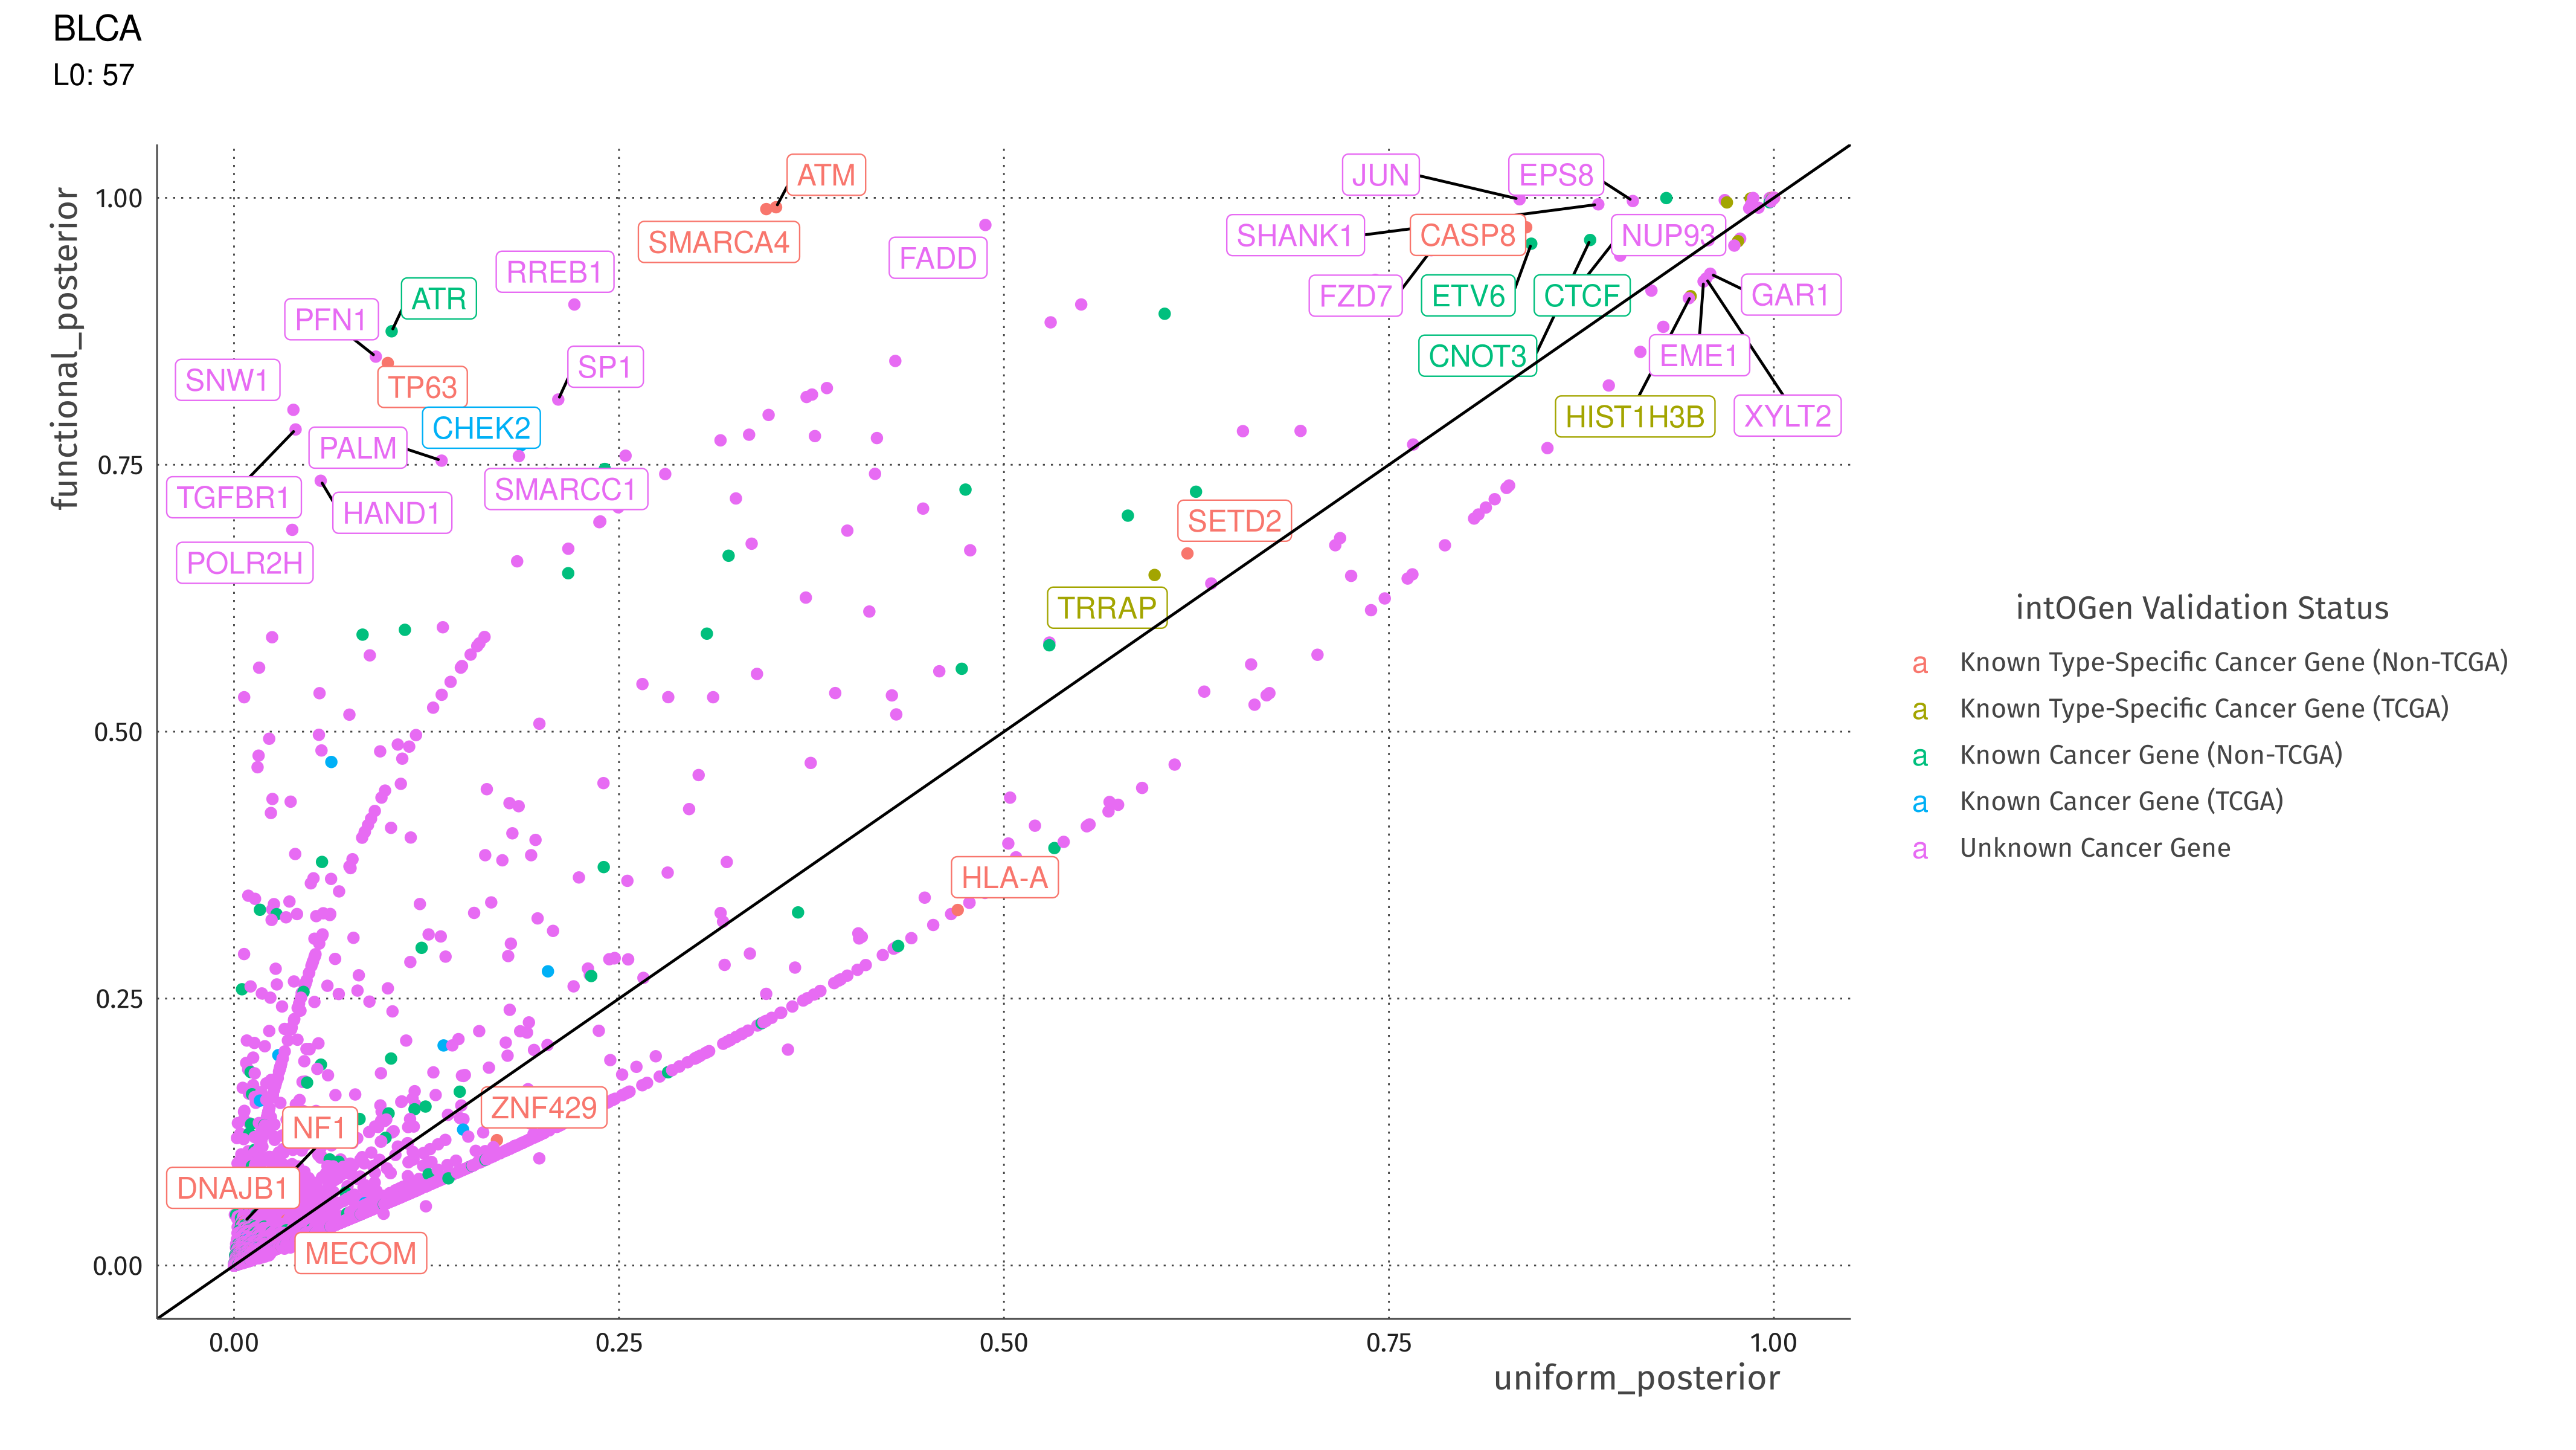 BLCA
L0: 57
functional_posterior
1.00
0.75
0.50
0.25
0.00
ATM
SMARCA4
FADD
RREB1
ATR
PFN1
SNW1
TP63
SP1
CHEK2
PALM
SMARCC1
TGFBR1
HAND1
POLR2H
JUN
EPS8
SHANK1
CASP8
NUP93
FZD7
ETV6
CTCF
GAR1
CNOT3
EME1
HIST1H3B
XYLT2
SETD2
TRRAP
HLA-A
ZNF429
NF1
DNAJB1
MECOM
0.00
0.25
0.50
0.75
1.00
uniform_posterior
intOGen Validation Status
a Known Type-Specific Cancer Gene (Non-TCGA)
a Known Type-Specific Cancer Gene (TCGA)
a Known Cancer Gene (Non-TCGA)
a Known Cancer Gene (TCGA)
a Unknown Cancer Gene